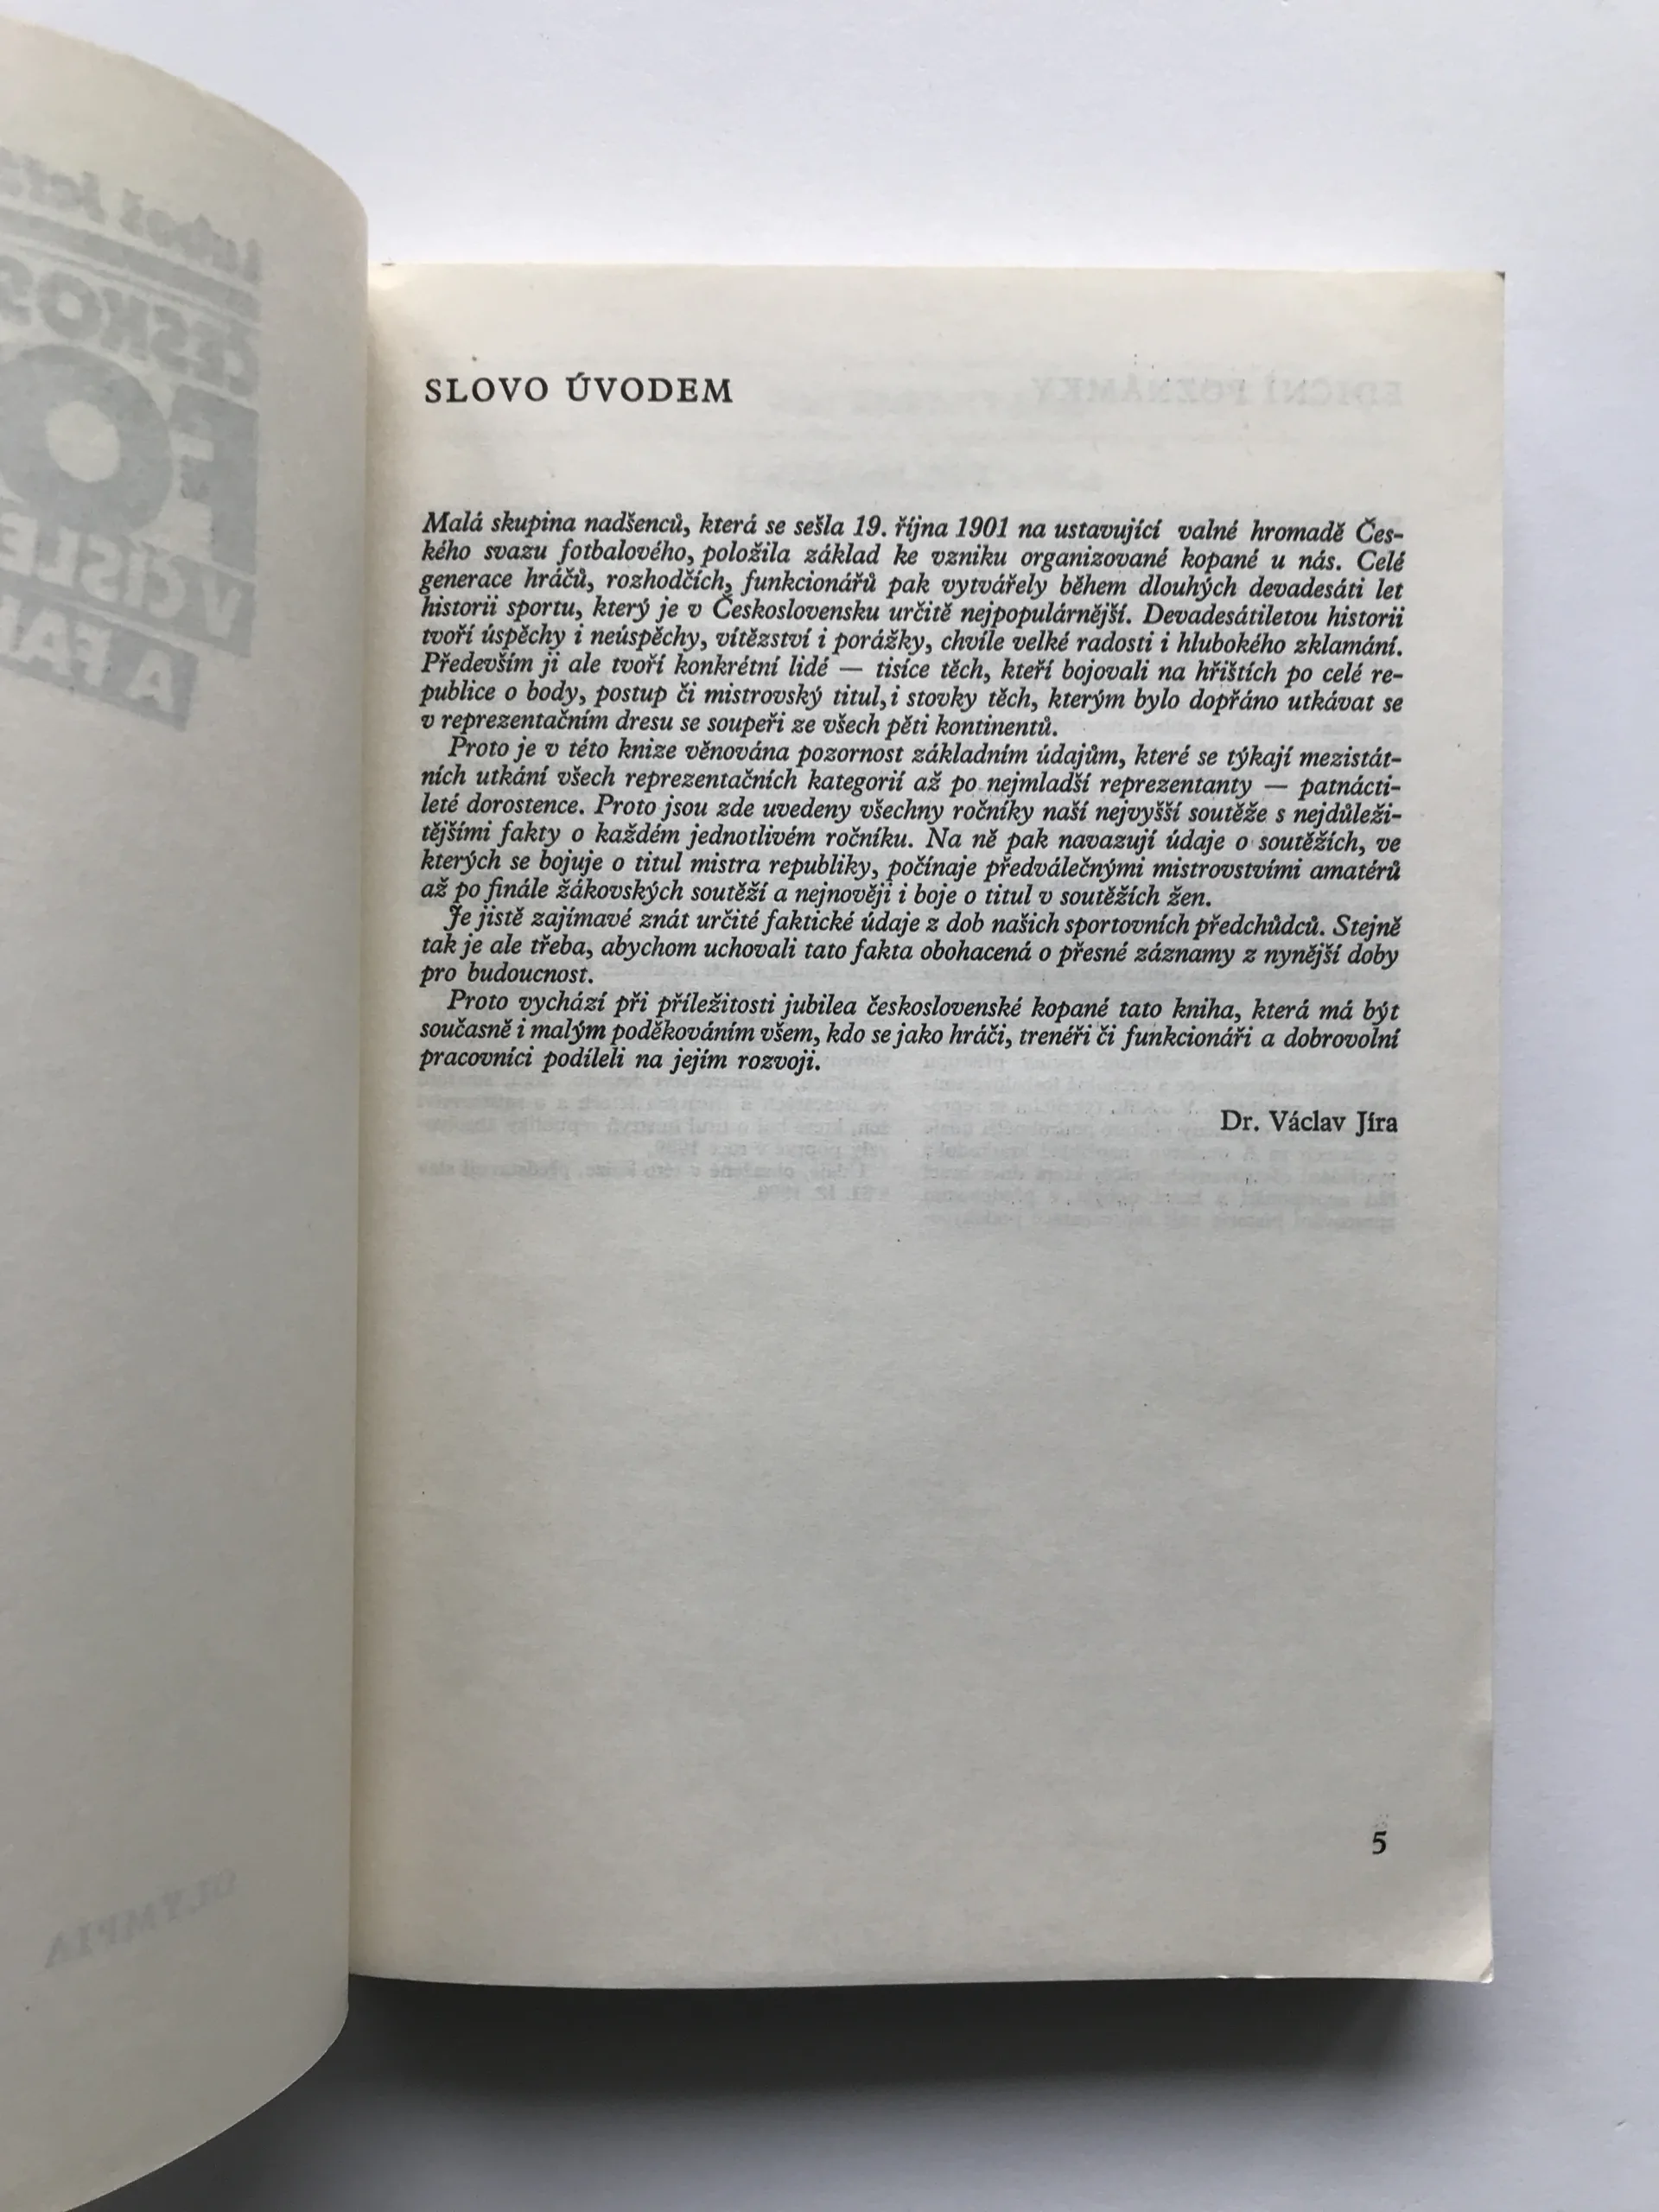 SLOVO ÚVODEM
Malá skupina nadšenců, která se sešla 19. října 1901 na ustavující valné hromadě Čes-
kého svazu fotbalového, položila základ ke vzniku organizované kopané u nás. Celé
generace hráčů, rozhodčích, funkcionářů pak vytvářely během dlouhých devadesáti let
historii sportu, který je v Československu určitě nejpopulárnější. Devadesátiletou historii
tvoří úspěchy i neúspěchy, vítězství i porážky, chvíle velké radosti i hlubokého zklamání.
Především ji ale tvoří konkrétní lidé — tisíce těch, kteří bojovali na hřištích po celé re-
publice o body, postup či mistrovský titul, i stovky těch, kterým bylo dopřáno utkávat se
v reprezentačním dresu se soupeři ze všech pěti kontinentů.
Proto je v této knize věnována pozornost základním údajům, které se týkají mezistát-
ních utkání všech reprezentačních kategorií až po nejmladší reprezentanty — patnácti-
leté dorostence. Proto jsou zde uvedeny všechny ročníky naší nejvyšší soutěže s nejdůleži-
tějšími fakty o každém jednotlivém ročníku. Na ně pak navazují údaje o soutěžích, ve
kterých se bojuje o titul mistra republiky, počínaje předválečnými mistrovstvími amatérů
až po finále žákovských soutěží a nejnověji i boje o titul v soutěžích žen.
Je jistě zajímavé znát určité faktické údaje z dob našich sportovních předchůdců. Stejně
tak je ale třeba, abychom uchovali tato fakta obohacená o přesné záznamy z nynější doby
pro budoucnost.
Proto vychází při příležitosti jubilea československé kopané tato kniha, která má být
současně i malým poděkováním všem, kdo se jako hráči, trenéři či funkcionáři a dobrovolní
pracovníci podíleli na jejím rozvoji.
Dr. Václav Jíra
5
OLYMPIA